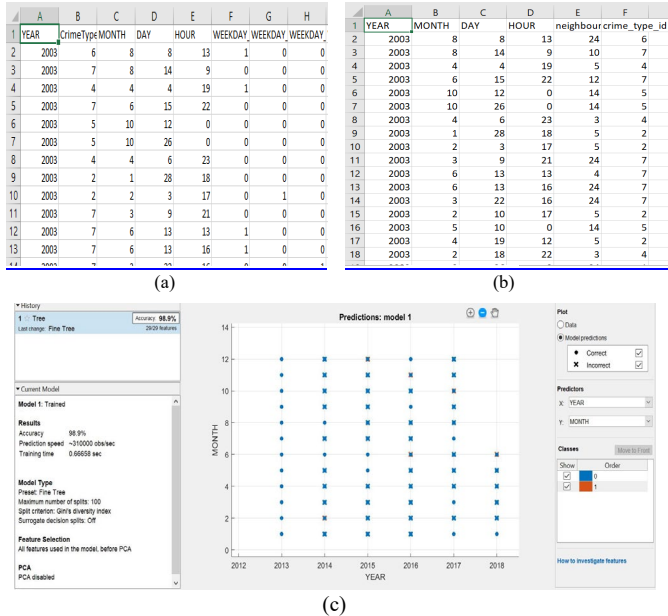 A B C D E F G H
1 YEAR CrimeType MONTH DAY HOUR WEEKDAY_ WEEKDAY_ WEEKDAY_
2 2003 6 8 8 13 1 0 0
3 2003 7 8 14 9 0 0 0
4 2003 4 4 4 19 1 0 0
5 2003 7 6 15 22 0 0 0
6 2003 5 10 12 0 0 0 0
7 2003 5 10 26 0 0 0 0
8 2003 4 4 6 23 0 0 0
9 2003 2 1 28 18 0 0 0
10 2003 2 2 3 17 0 1 0
11 2003 7 3 9 21 0 0 0
12 2003 7 6 13 13 1 0 0
13 2003 7 6 13 16 1 0 0
(a)
A B C D E F
1 YEAR MONTH DAY HOUR neighbour crime_type_id
2 2003 8 8 13 24 6
3 2003 8 14 9 10 7
4 2003 4 4 19 5 4
5 2003 6 15 22 12 7
6 2003 10 12 0 14 5
7 2003 10 26 0 14 5
8 2003 4 6 23 3 4
9 2003 1 28 18 5 2
10 2003 2 3 17 5 2
11 2003 3 9 21 24 7
12 2003 6 13 13 4 7
13 2003 6 13 16 24 7
14 2003 3 22 16 24 7
15 2003 2 10 17 5 2
16 2003 5 10 0 14 5
17 2003 4 19 12 5 2
18 2003 2 18 22 3 4
(b)
History
1 Tree Accuracy: 98.9%
Last change: Fine Tree 29/29 features
Current Model
Model 1: Trained
Results
Accuracy 98.9%
Prediction speed ~310000 obs/sec
Training time 0.66658 sec
Model Type
Preset: Fine Tree
Maximum number of splits: 100
Split criterion: Gini's diversity index
Surrogate decision splits: Off
Feature Selection
All features used in the model, before PCA
PCA
PCA disabled
Predictions: model 1
14
12
10
8
6
4
2
0
MONTH
2012 2013 2014 2015 2016 2017 2018
YEAR
Plot
Data
Model predictions
Correct
Incorrect
Predictors
X: YEAR
Y: MONTH
Classes Move to Front
Show Order
0
1
How to investigate features
(c)